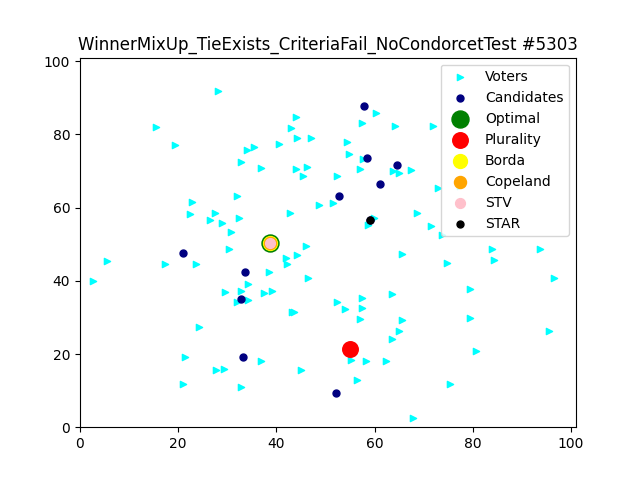 WinnerMixUp_TieExists_CriteriaFail_NoCondorcetTest #5303
100
80
60
40
20
0
0 20 40 60 80 100
Voters
Candidates
Optimal
Plurality
Borda
Copeland
STV
STAR